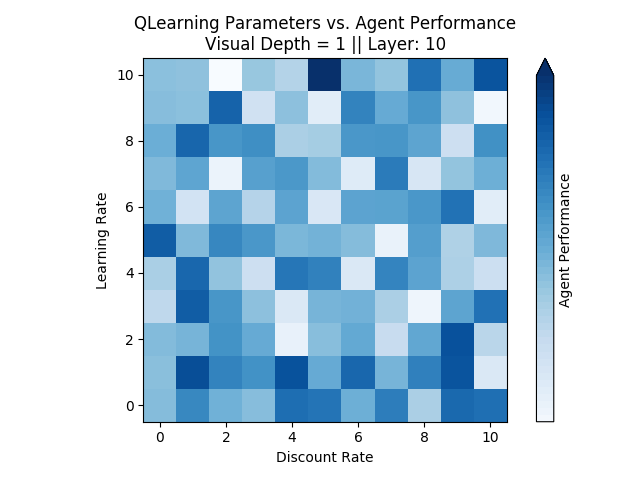 QLearning Parameters vs. Agent Performance
Visual Depth = 1 || Layer: 10
10
8
6
4
2
0
Learning Rate
0 2 4 6 8 10
Discount Rate
Agent Performance